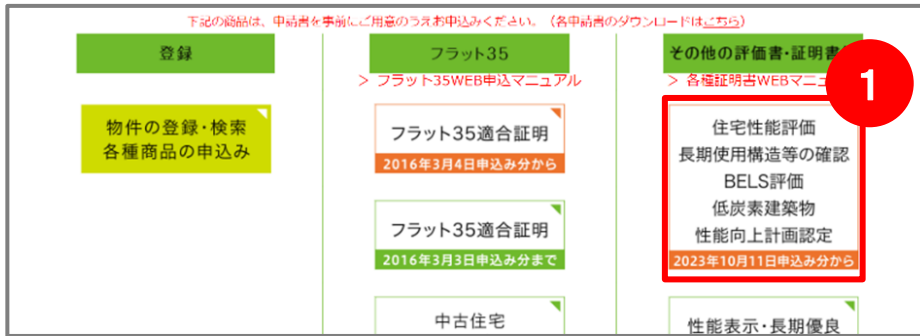 下記の商品は、申請書を事前にご用意のうえお申込みください。（各申請書のダウンロードはこちら）
登録
物件の登録・検索
各種商品の申込み
フラット35
＞ フラット35WEB申込マニュアル
フラット35適合証明
2016年3月4日申込み分から
フラット35適合証明
2016年3月3日申込み分まで
中古住宅
その他の評価書・証明書
＞ 各種証明書WEBマニュ
1
住宅性能評価
長期使用構造等の確認
BELS評価
低炭素建築物
性能向上計画認定
2023年10月11日申込み分から
性能表示・長期優良